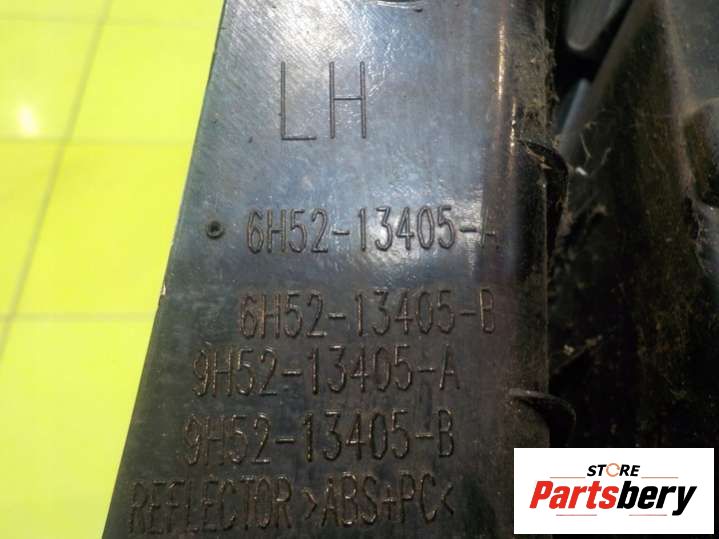 LH
6H52-13405-A
6H52-13405-B
9H52-13405-A
9H52-13405-B
REFLECTOR >ABS+PC<
STORE
Partsbery